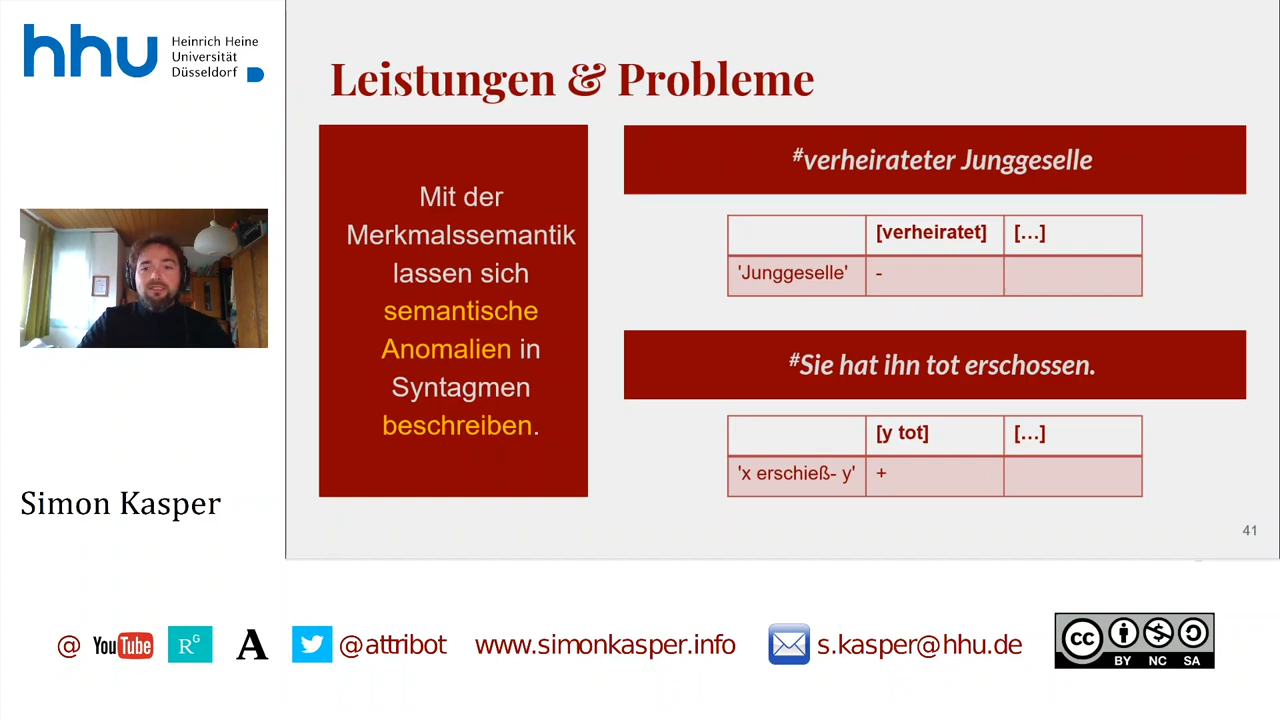 hhu
Heinrich Heine
Universität
Düsseldorf
Leistungen & Probleme
Mit der
Merkmalssemantik
lassen sich
semantische
Anomalien in
Syntagmen
beschreiben.
#verheirateter Junggeselle
[verheiratet] [...]
'Junggeselle' -
#Sie hat ihn tot erschossen.
[y tot] [...]
'x erschieß- y' +
41
Simon Kasper
@ YouTube RG A @attribot www.simonkasper.info s.kasper@hhu.de
cc BY NC SA